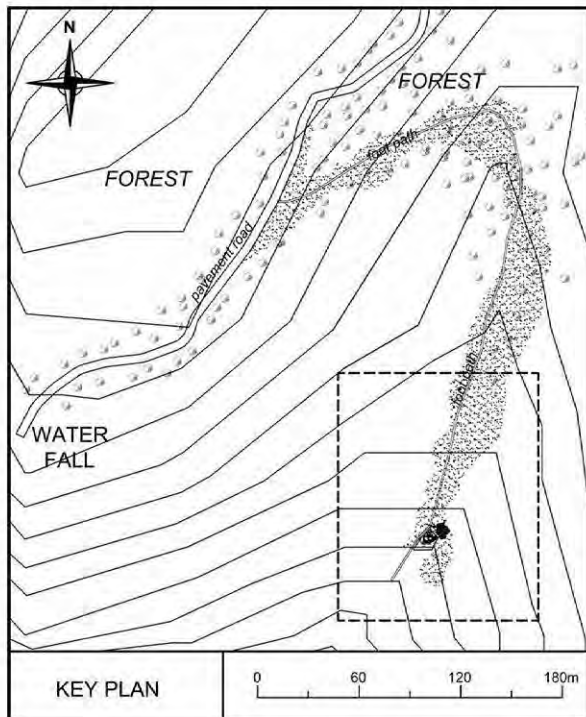 N
FOREST
foot path
FOREST
pavement road
foot path
WATER
FALL
KEY PLAN
0 60 120 180m